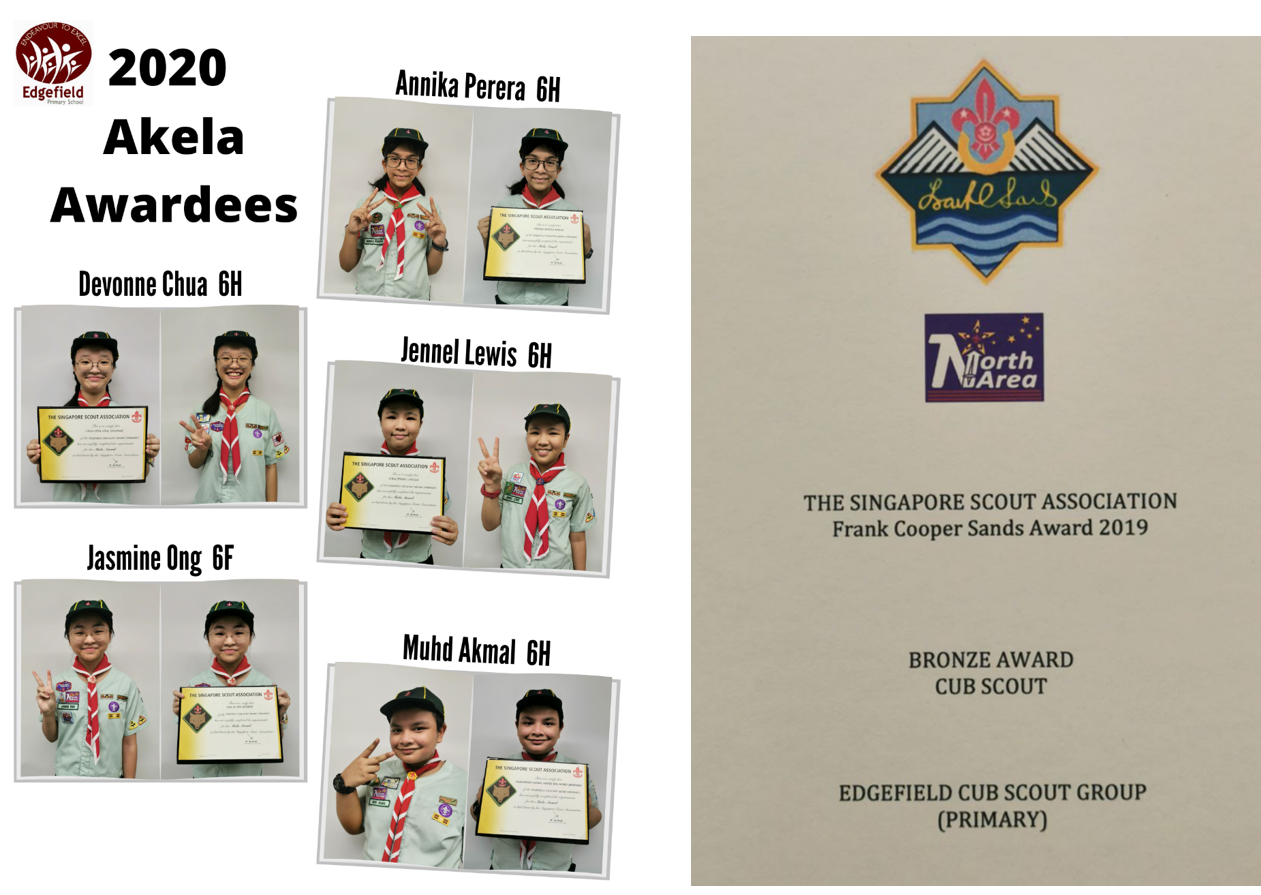 ENDEAVOUR TO EXCEL
Edgefield
Primary School
2020
Akela
Awardees
Annika Perera 6H
THE SINGAPORE SCOUT ASSOCIATION
Devonne Chua 6H
THE SINGAPORE SCOUT ASSOCIATION
Jennel Lewis 6H
THE SINGAPORE SCOUT ASSOCIATION
Jasmine Ong 6F
THE SINGAPORE SCOUT ASSOCIATION
Muhd Akmal 6H
THE SINGAPORE SCOUT ASSOCIATION
North
Area
THE SINGAPORE SCOUT ASSOCIATION
Frank Cooper Sands Award 2019
BRONZE AWARD
CUB SCOUT
EDGEFIELD CUB SCOUT GROUP
(PRIMARY)